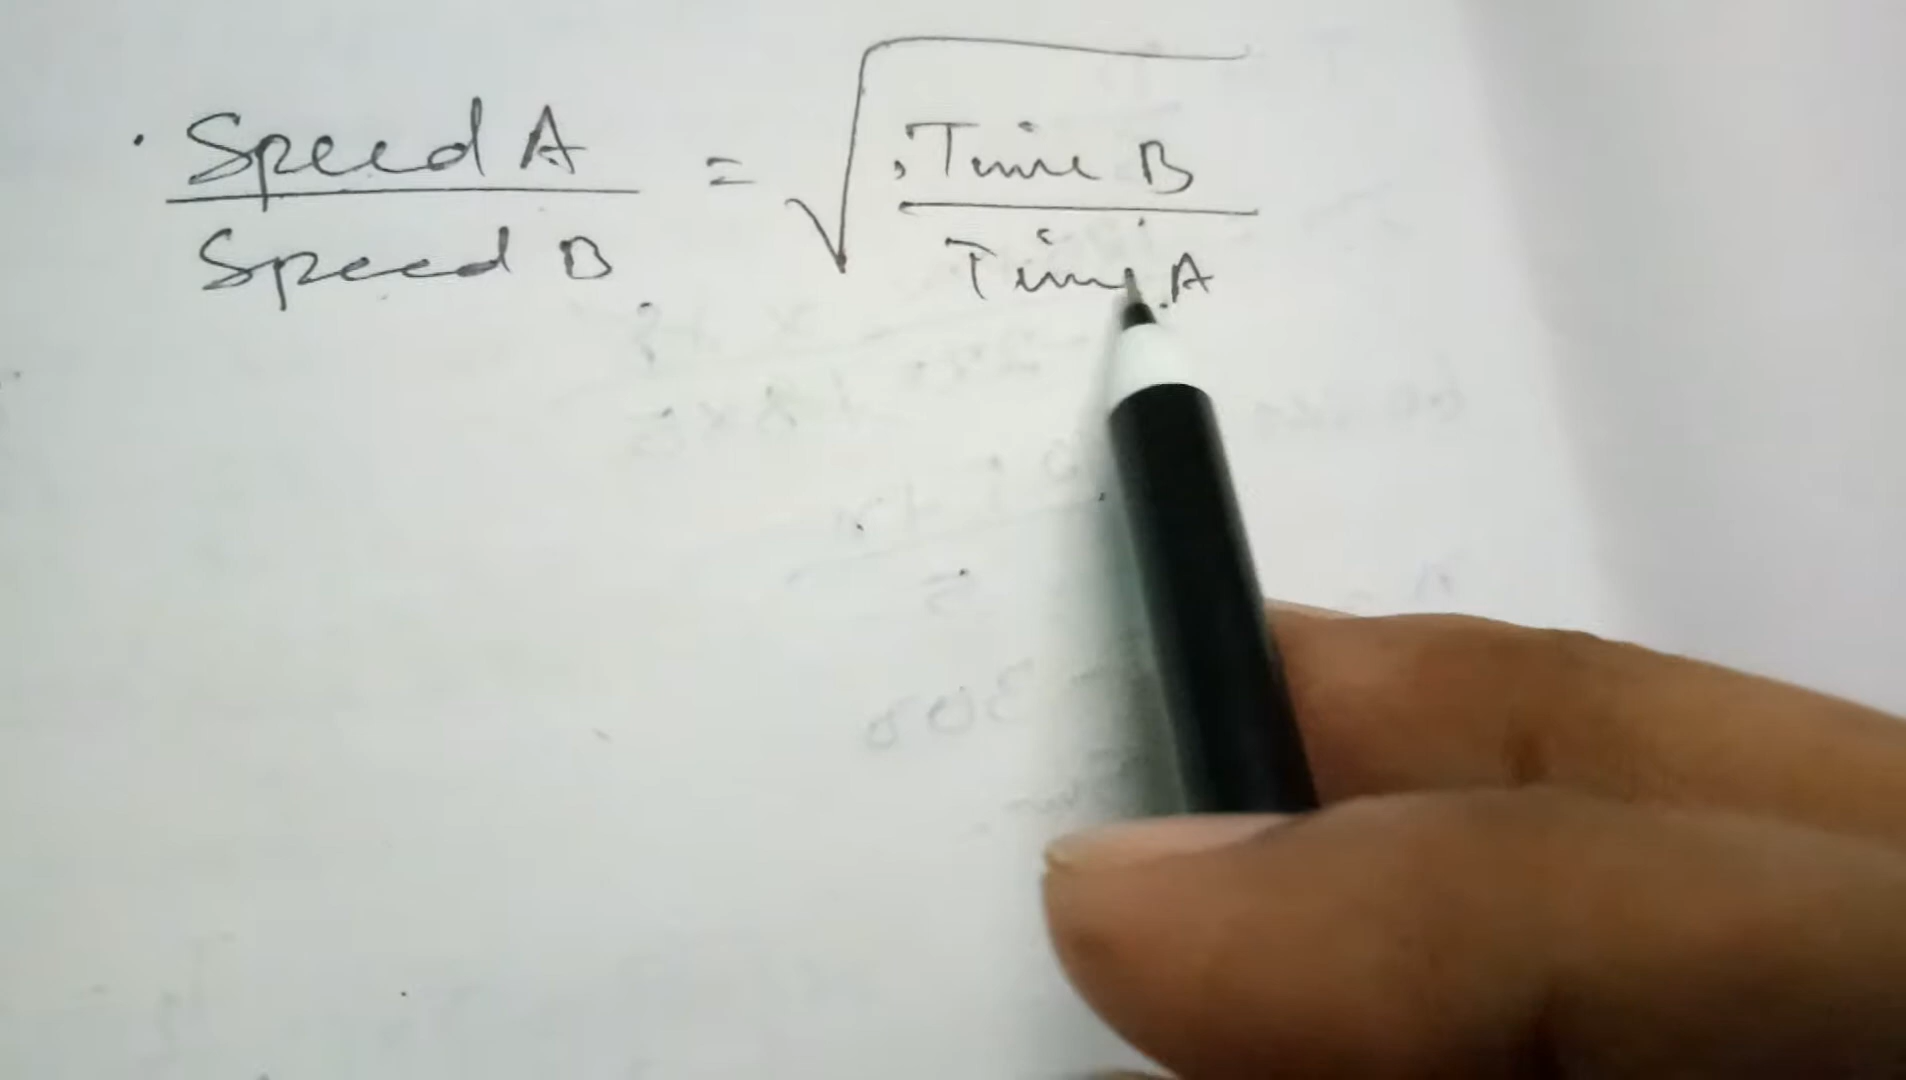 Speed A / Speed B = √ Time B / Time A